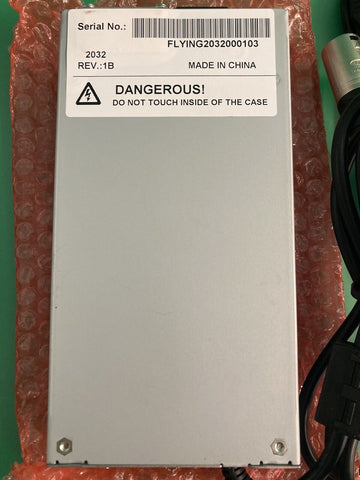 Serial No.:
FLYING2032000103
2032
REV.:1B MADE IN CHINA
DANGEROUS!
DO NOT TOUCH INSIDE OF THE CASE